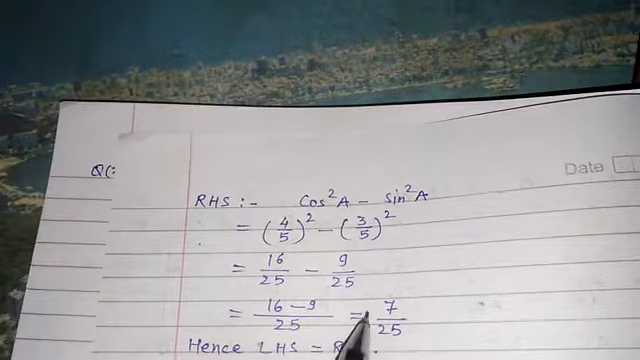 Date
Q(:
RHS :- Cos²A - Sin²A
= (4/5)² - (3/5)²
= 16/25 - 9/25
= 16-9/25 = 7/25
Hence LHS =